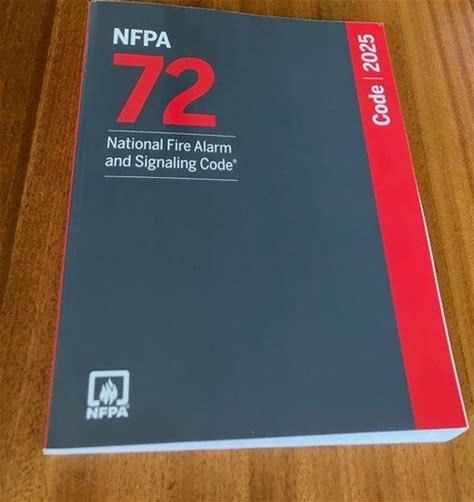 NFPA
72
National Fire Alarm
and Signaling Code®
Code | 2025
NFPA